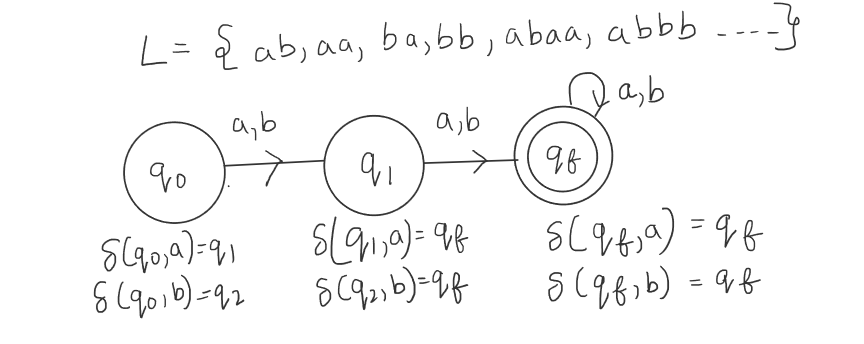 L = { ab, aa, ba, bb, abaa, abbb ----}
a,b
a,b
a,b
q0
q1
qf
δ(q0,a)=q1
δ(q1,a)=qf
δ(qf,a) = qf
δ(q0,b)=q2
δ(q2,b)=qf
δ(qf,b) = qf